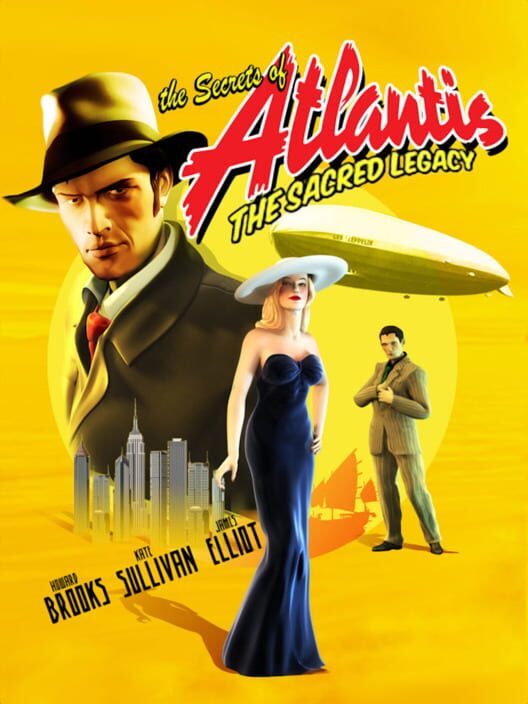 the Secrets of
Atlantis
THE SACRED LEGACY
HOWARD
BROOKS
KATE
SULLIVAN
JAMES
ELLIOT